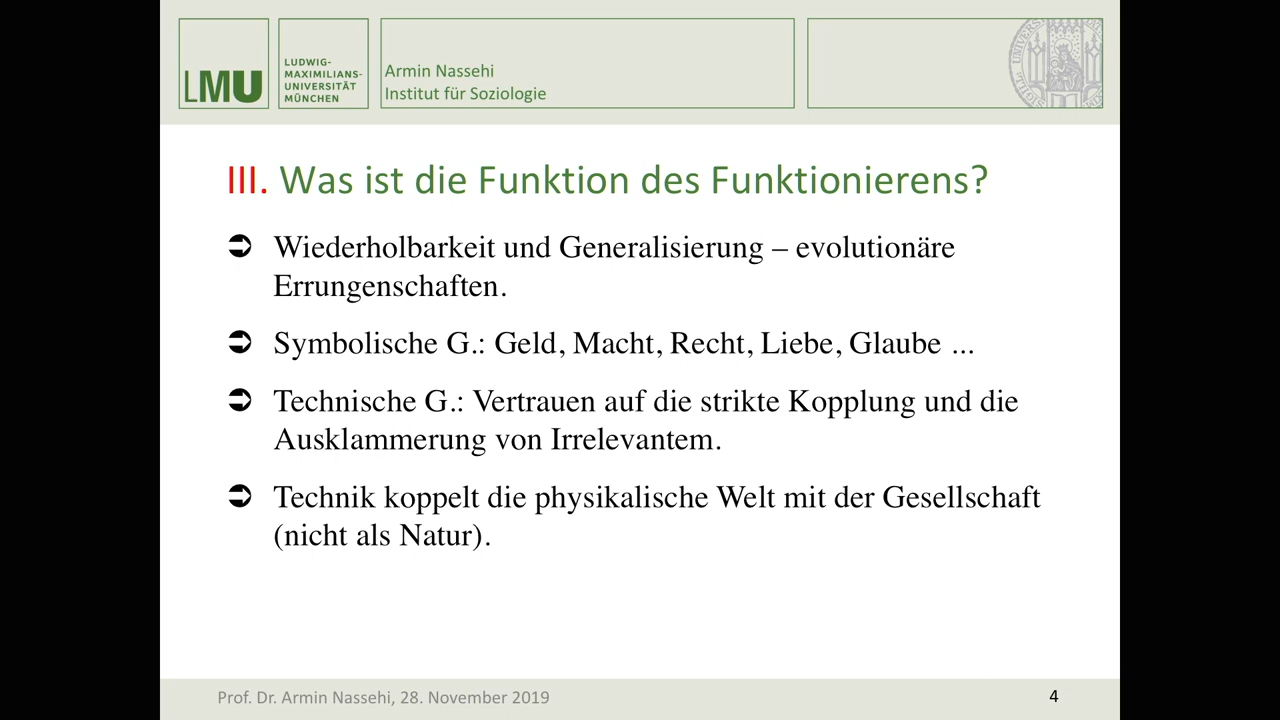 LMU
LUDWIG-
MAXIMILIANS-
UNIVERSITÄT
MÜNCHEN
Armin Nassehi
Institut für Soziologie
III. Was ist die Funktion des Funktionierens?
Wiederholbarkeit und Generalisierung – evolutionäre
Errungenschaften.
Symbolische G.: Geld, Macht, Recht, Liebe, Glaube ...
Technische G.: Vertrauen auf die strikte Kopplung und die
Ausklammerung von Irrelevantem.
Technik koppelt die physikalische Welt mit der Gesellschaft
(nicht als Natur).
Prof. Dr. Armin Nassehi, 28. November 2019
4